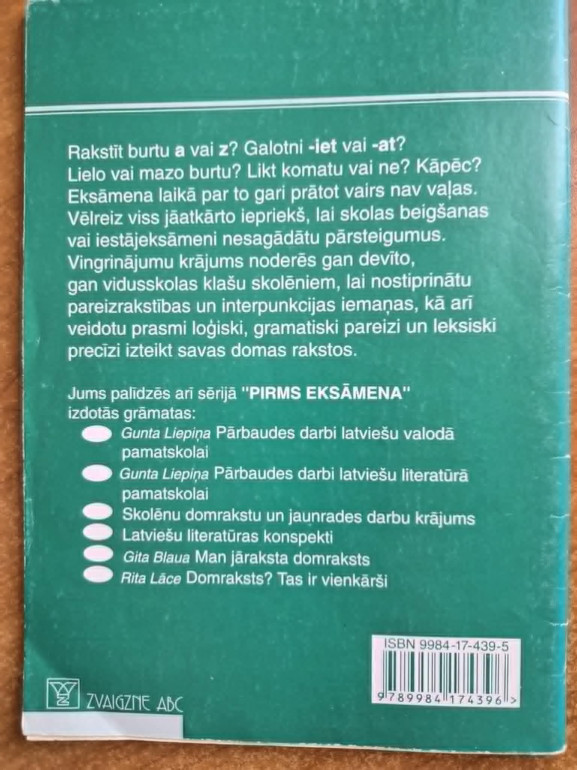 Rakstīt burtu a vai z? Galotni -iet vai -at?
Lielo vai mazo burtu? Likt komatu vai ne? Kāpēc?
Eksāmena laikā par to gari prātot vairs nav vaļas.
Vēlreiz viss jāatkārto iepriekš, lai skolas beigšanas
vai iestājeksāmeni nesagādātu pārsteigumus.
Vingrinājumu krājums noderēs gan devīto,
gan vidusskolas klašu skolēniem, lai nostiprinātu
pareizrakstības un interpunkcijas iemaņas, kā arī
veidotu prasmi loģiski, gramatiski pareizi un leksiski
precīzi izteikt savas domas rakstos.
Jums palīdzēs arī sērijā "PIRMS EKSĀMENA"
izdotās grāmatas:
Gunta Liepiņa Pārbaudes darbi latviešu valodā
pamatskolai
Gunta Liepiņa Pārbaudes darbi latviešu literatūrā
pamatskolai
Skolēnu domrakstu un jaunrades darbu krājums
Latviešu literatūras konspekti
Gita Blaua Man jāraksta domraksts
Rita Lāce Domraksts? Tas ir vienkārši
ISBN 9984-17-439-5
9 789984 174396 >
ZVAIGZNE ABC